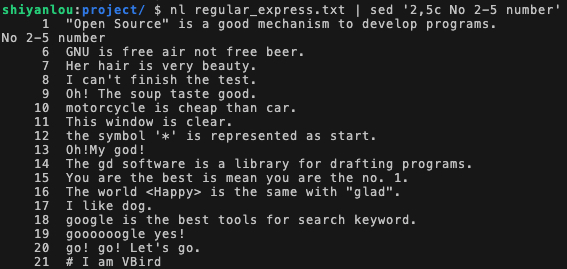 shiyanlou:project/ $ nl regular_express.txt | sed '2,5c No 2-5 number'
     1  "Open Source" is a good mechanism to develop programs.
No 2-5 number
     6  GNU is free air not free beer.
     7  Her hair is very beauty.
     8  I can't finish the test.
     9  Oh! The soup taste good.
    10  motorcycle is cheap than car.
    11  This window is clear.
    12  the symbol '*' is represented as start.
    13  Oh!My god!
    14  The gd software is a library for drafting programs.
    15  You are the best is mean you are the no. 1.
    16  The world <Happy> is the same with "glad".
    17  I like dog.
    18  google is the best tools for search keyword.
    19  goooooogle yes!
    20  go! go! Let's go.
    21  # I am VBird